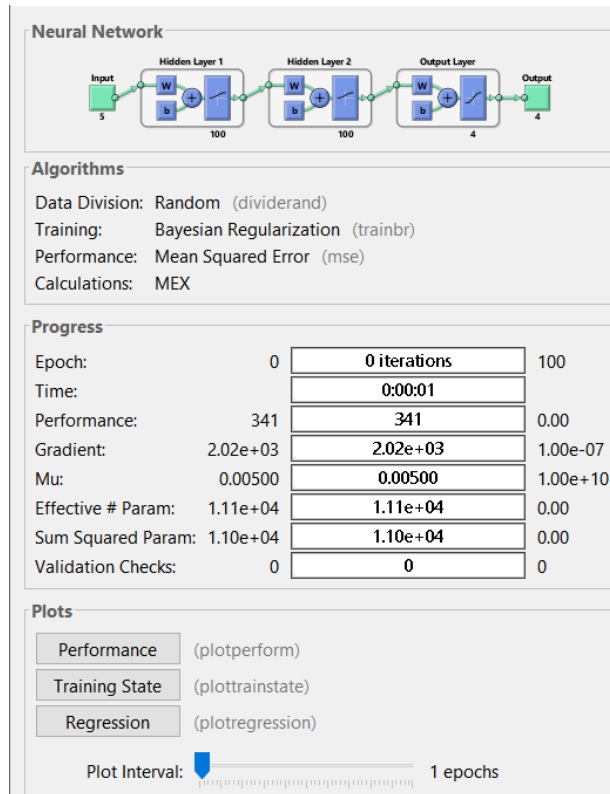 Neural Network
Hidden Layer 1 Hidden Layer 2 Output Layer
Input Output
W W W
+ + +
b b b
5 4
100 100 4
Algorithms
Data Division: Random (dividerand)
Training: Bayesian Regularization (trainbr)
Performance: Mean Squared Error (mse)
Calculations: MEX
Progress
Epoch: 0 0 iterations 100
Time: 0:00:01
Performance: 341 341 0.00
Gradient: 2.02e+03 2.02e+03 1.00e-07
Mu: 0.00500 0.00500 1.00e+10
Effective # Param: 1.11e+04 1.11e+04 0.00
Sum Squared Param: 1.10e+04 1.10e+04 0.00
Validation Checks: 0 0 0
Plots
Performance (plotperform)
Training State (plottrainstate)
Regression (plotregression)
Plot Interval: 1 epochs